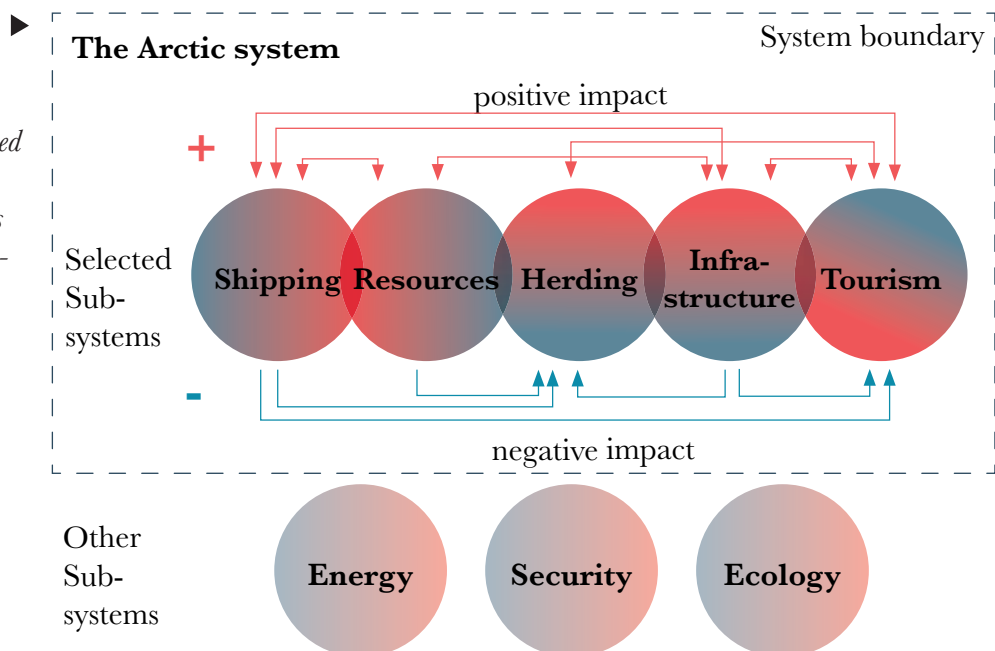 The Arctic system
System boundary
positive impact
+
Selected
Sub-
systems
Shipping
Resources
Herding
Infra-
structure
Tourism
-
negative impact
Other
Sub-
systems
Energy
Security
Ecology